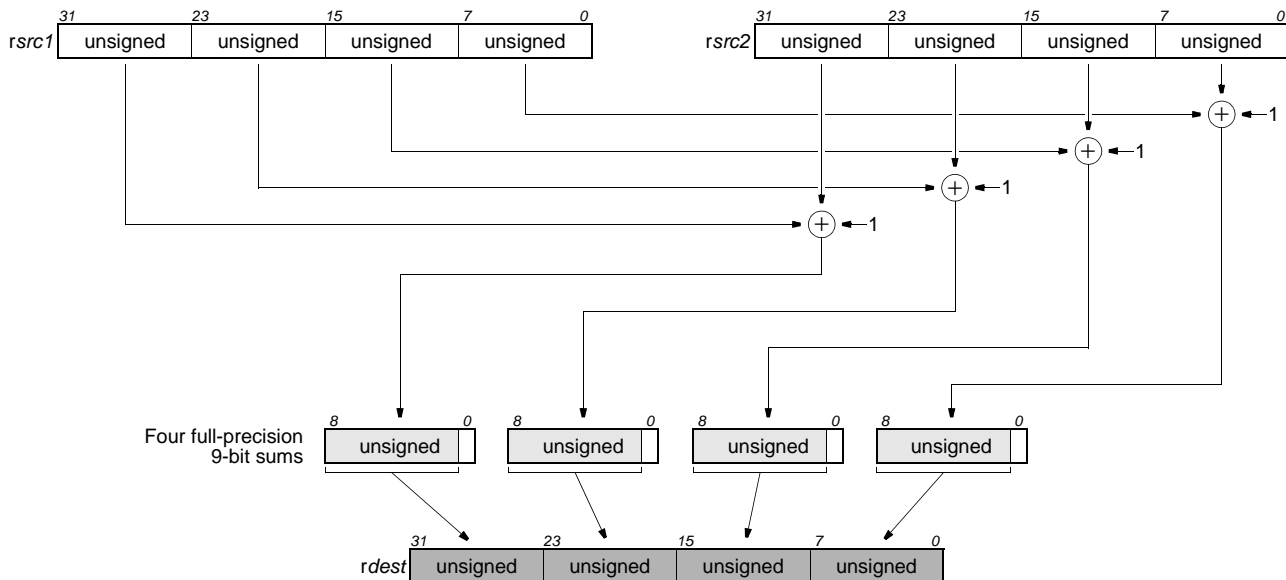 31 23 15 7 0 31 23 15 7 0
rsrc1 unsigned unsigned unsigned unsigned rsrc2 unsigned unsigned unsigned unsigned
+ 1
+ 1
+ 1
+ 1
8 0 8 0 8 0 8 0
Four full-precision
9-bit sums
unsigned unsigned unsigned unsigned
31 23 15 7 0
rdest unsigned unsigned unsigned unsigned